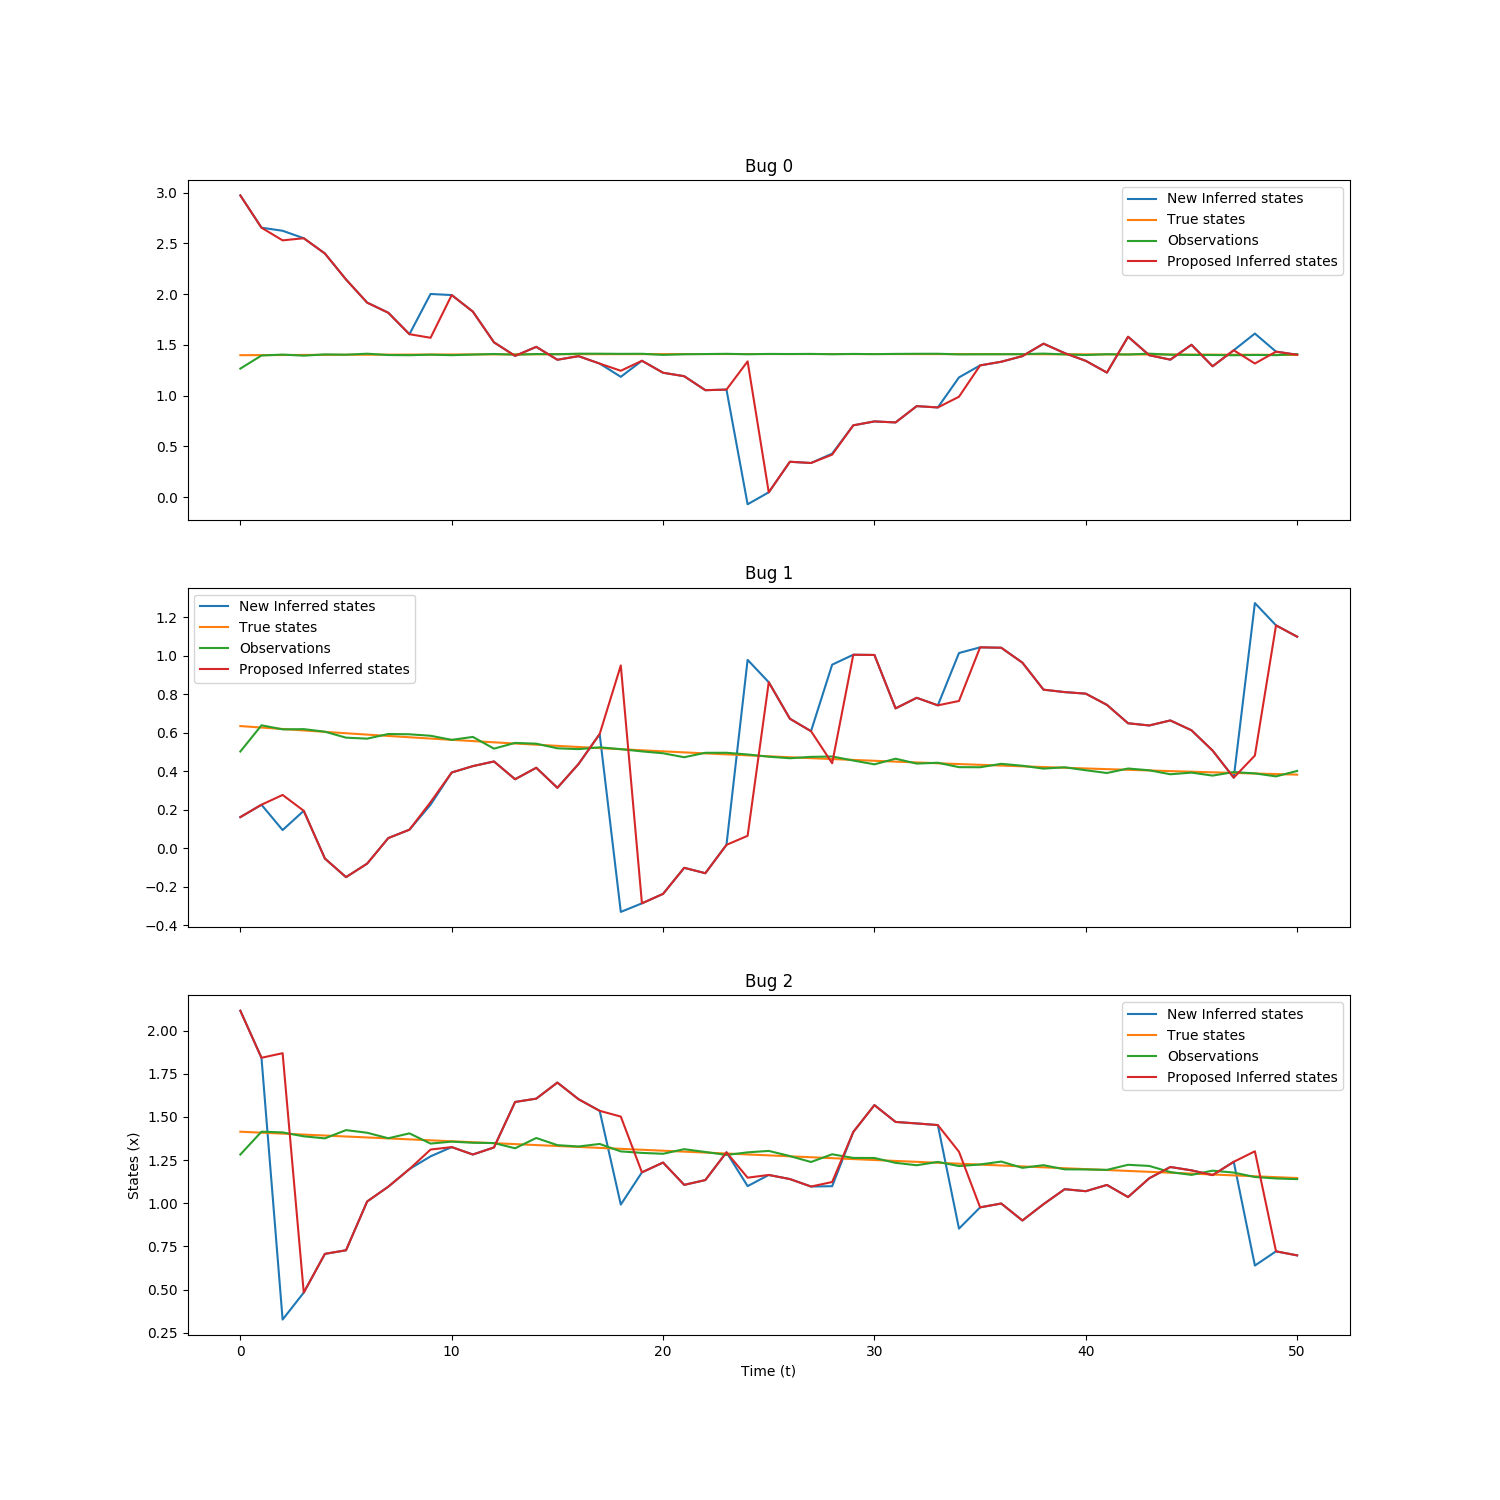 Bug 0
3.0
2.5
2.0
1.5
1.0
0.5
0.0
New Inferred states
True states
Observations
Proposed Inferred states
Bug 1
1.2
1.0
0.8
0.6
0.4
0.2
0.0
−0.2
−0.4
New Inferred states
True states
Observations
Proposed Inferred states
Bug 2
States (x)
2.00
1.75
1.50
1.25
1.00
0.75
0.50
0.25
New Inferred states
True states
Observations
Proposed Inferred states
0 10 20 30 40 50
Time (t)